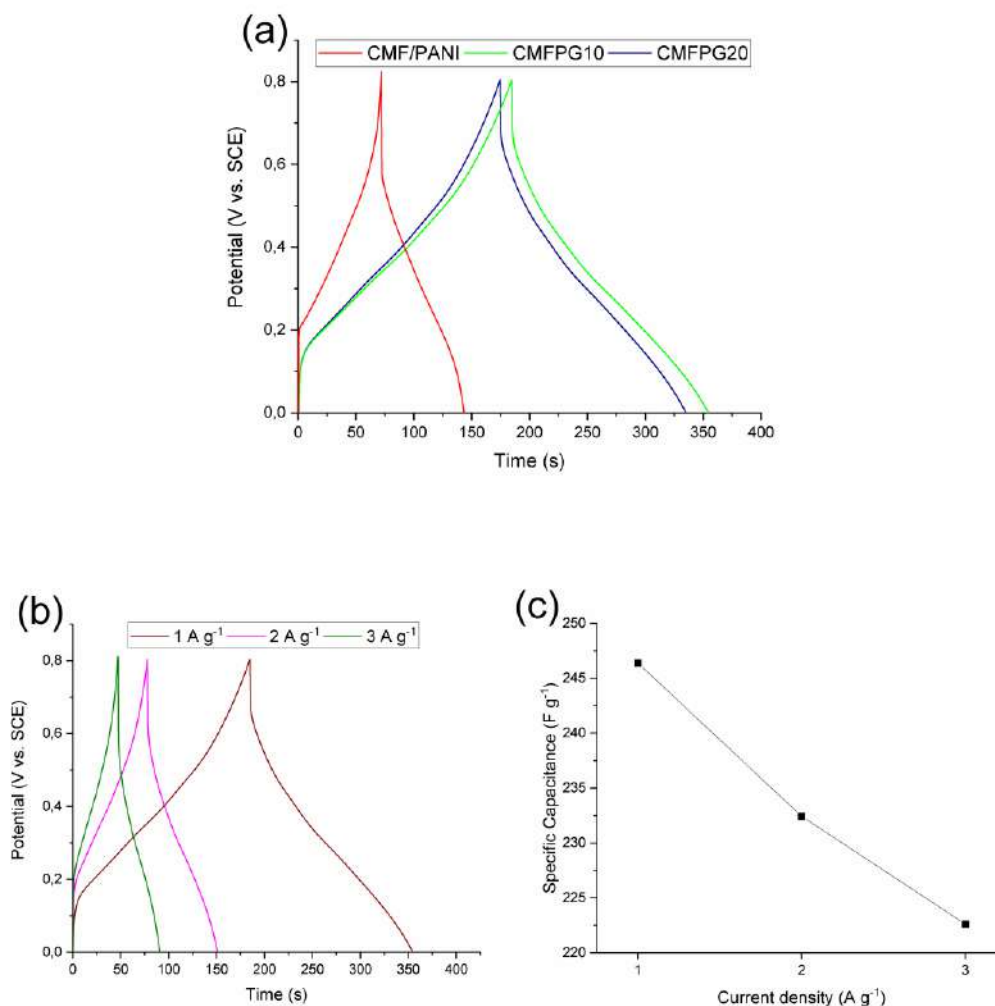 (a)
CMF/PANI CMFPG10 CMFPG20
0,8
0,6
0,4
0,2
0,0
Potential (V vs. SCE)
0 50 100 150 200 250 300 350 400
Time (s)
(b)
1 A g⁻¹ 2 A g⁻¹ 3 A g⁻¹
0,8
0,6
0,4
0,2
0,0
Potential (V vs. SCE)
0 50 100 150 200 250 300 350 400
Time (s)
(c)
250
245
240
235
230
225
220
Specific Capacitance (F g⁻¹)
1 2 3
Current density (A g⁻¹)